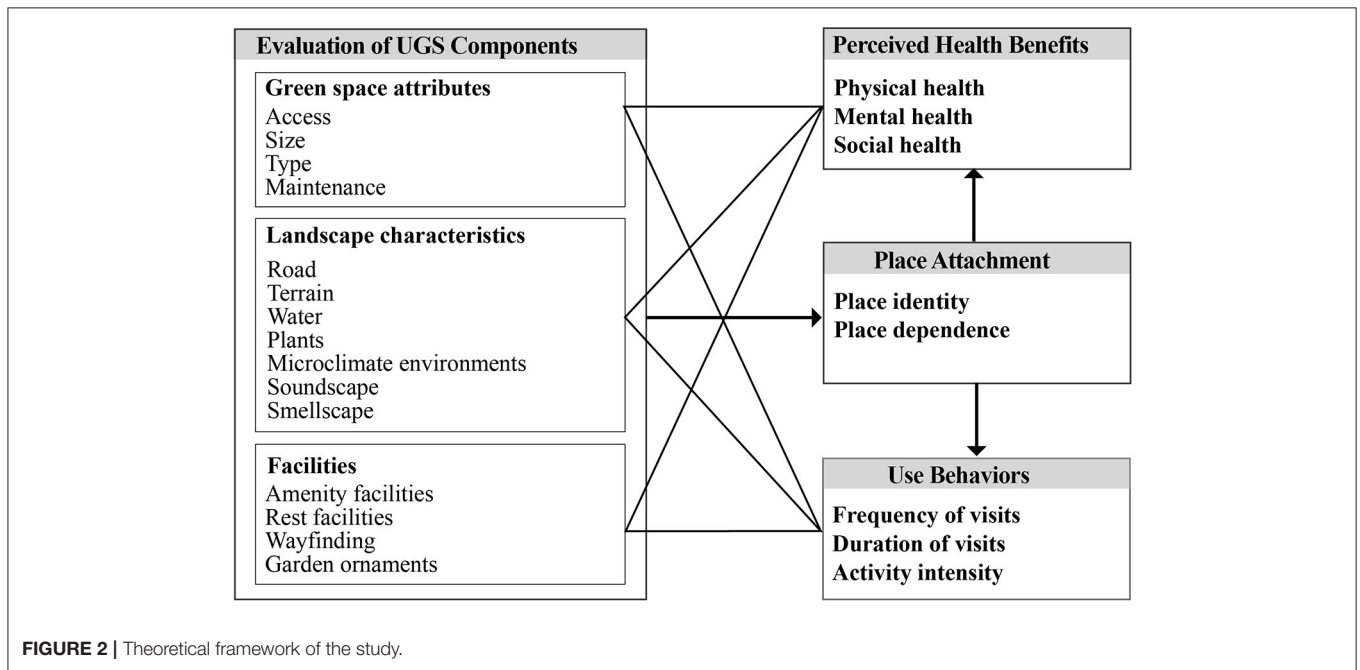 Evaluation of UGS Components
Green space attributes
Access
Size
Type
Maintenance
Landscape characteristics
Road
Terrain
Water
Plants
Microclimate environments
Soundscape
Smellscape
Facilities
Amenity facilities
Rest facilities
Wayfinding
Garden ornaments
Perceived Health Benefits
Physical health
Mental health
Social health
Place Attachment
Place identity
Place dependence
Use Behaviors
Frequency of visits
Duration of visits
Activity intensity
FIGURE 2 | Theoretical framework of the study.